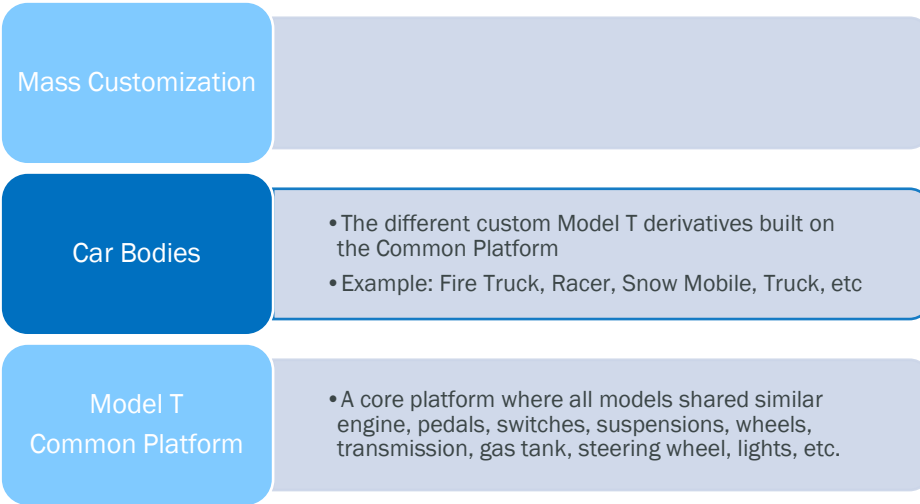 Mass Customization
Car Bodies
•The different custom Model T derivatives built on
the Common Platform
•Example: Fire Truck, Racer, Snow Mobile, Truck, etc
Model T
Common Platform
•A core platform where all models shared similar
engine, pedals, switches, suspensions, wheels,
transmission, gas tank, steering wheel, lights, etc.